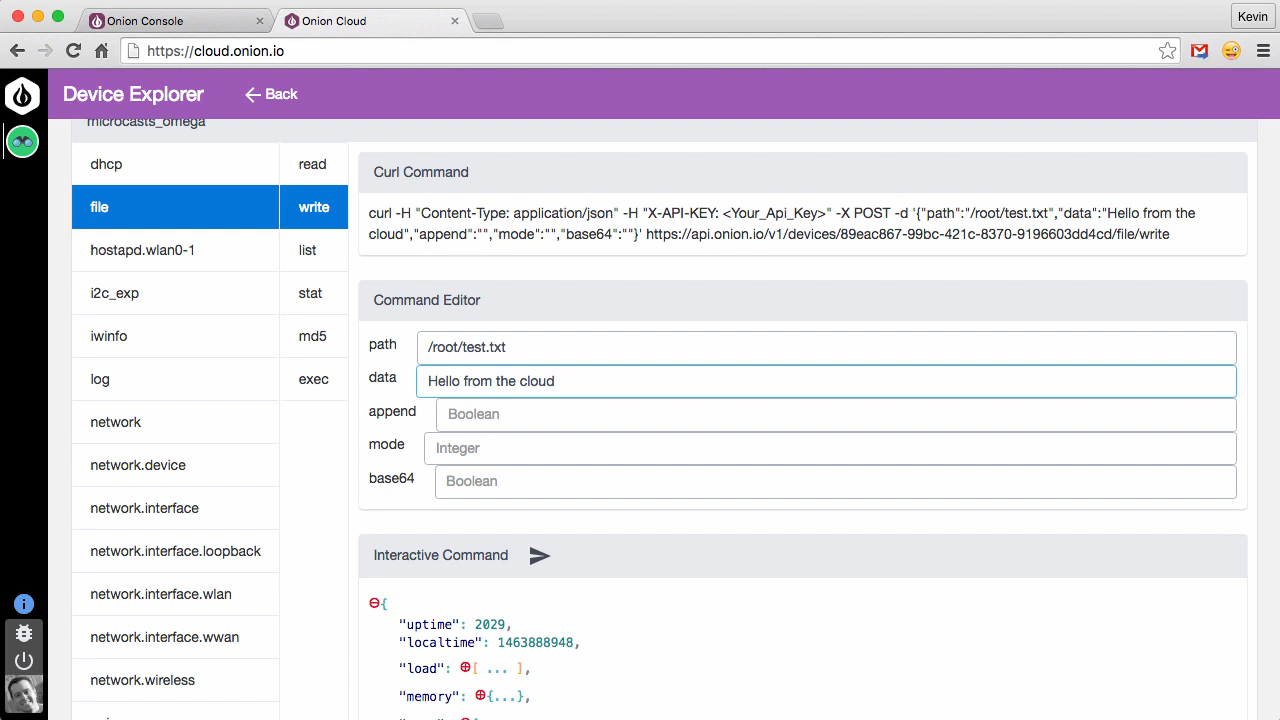 Onion Console
Onion Cloud
Kevin
https://cloud.onion.io
Device Explorer
Back
microcasts_omega
dhcp
read
file
write
hostapd.wlan0-1
list
i2c_exp
stat
iwinfo
md5
log
exec
network
network.device
network.interface
network.interface.loopback
network.interface.wlan
network.interface.wwan
network.wireless
Curl Command
curl -H "Content-Type: application/json" -H "X-API-KEY: <Your_Api_Key>" -X POST -d '{"path":"/root/test.txt","data":"Hello from the
cloud","append":"","mode":"","base64":""}' https://api.onion.io/v1/devices/89eac867-99bc-421c-8370-9196603dd4cd/file/write
Command Editor
path /root/test.txt
data Hello from the cloud
append Boolean
mode Integer
base64 Boolean
Interactive Command
{
"uptime": 2029,
"localtime": 1463888948,
"load": [ ... ],
"memory": {...},